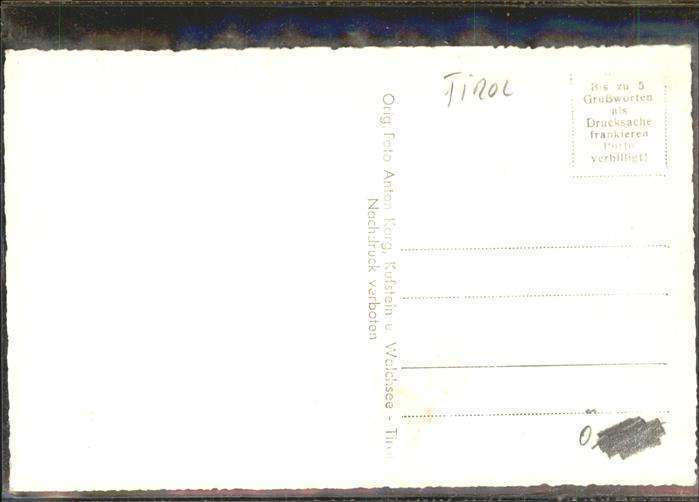 TIROL
Bis zu 5
Grußworten
als
Drucksache
frankieren
Porto
verbilligt!
Orig. Foto Anton Karg, Kufstein u. Walchsee - Tirol
Nachdruck verboten
Ö